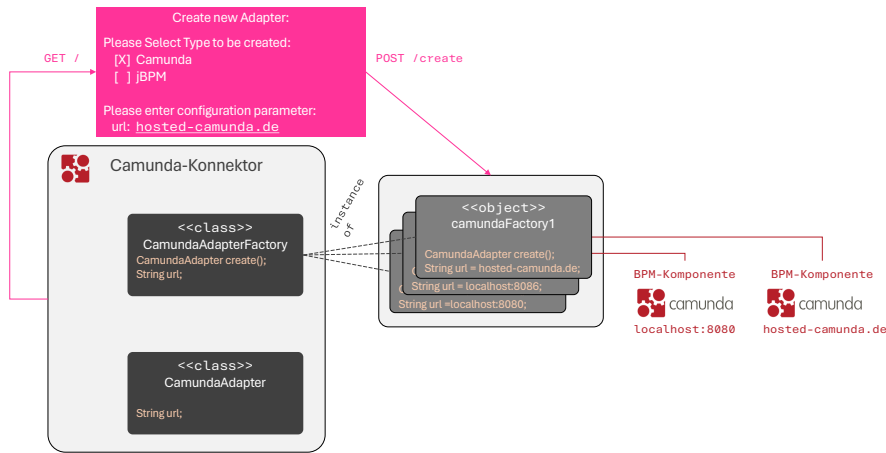 Create new Adapter:
Please Select Type to be created:
[X] Camunda
[ ] jBPM
Please enter configuration parameter:
url: hosted-camunda.de
GET /
POST /create
Camunda-Konnektor
<<class>>
CamundaAdapterFactory
CamundaAdapter create();
String url;
<<class>>
CamundaAdapter
String url;
instance
of
<<object>>
camundaFactory1
CamundaAdapter create();
String url = hosted-camunda.de;
C
String url = localhost:8086;
C
String url =localhost:8080;
BPM-Komponente
camunda
localhost:8080
BPM-Komponente
camunda
hosted-camunda.de